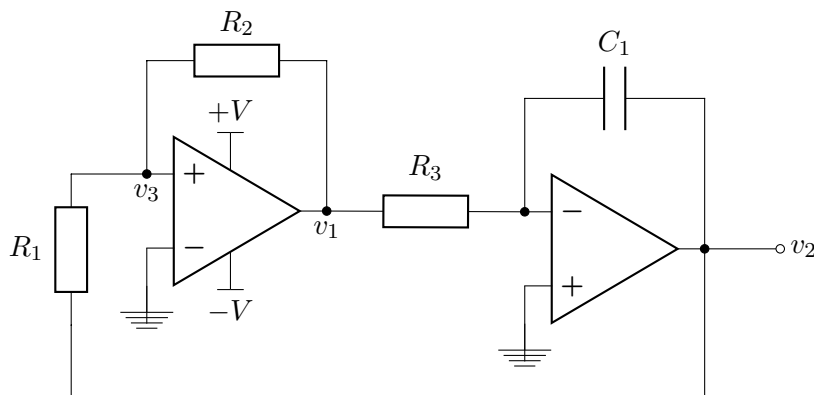 R₂
C₁
+V
+
v₃
R₃
R₁
−
v₁
−
+
v₂
−V